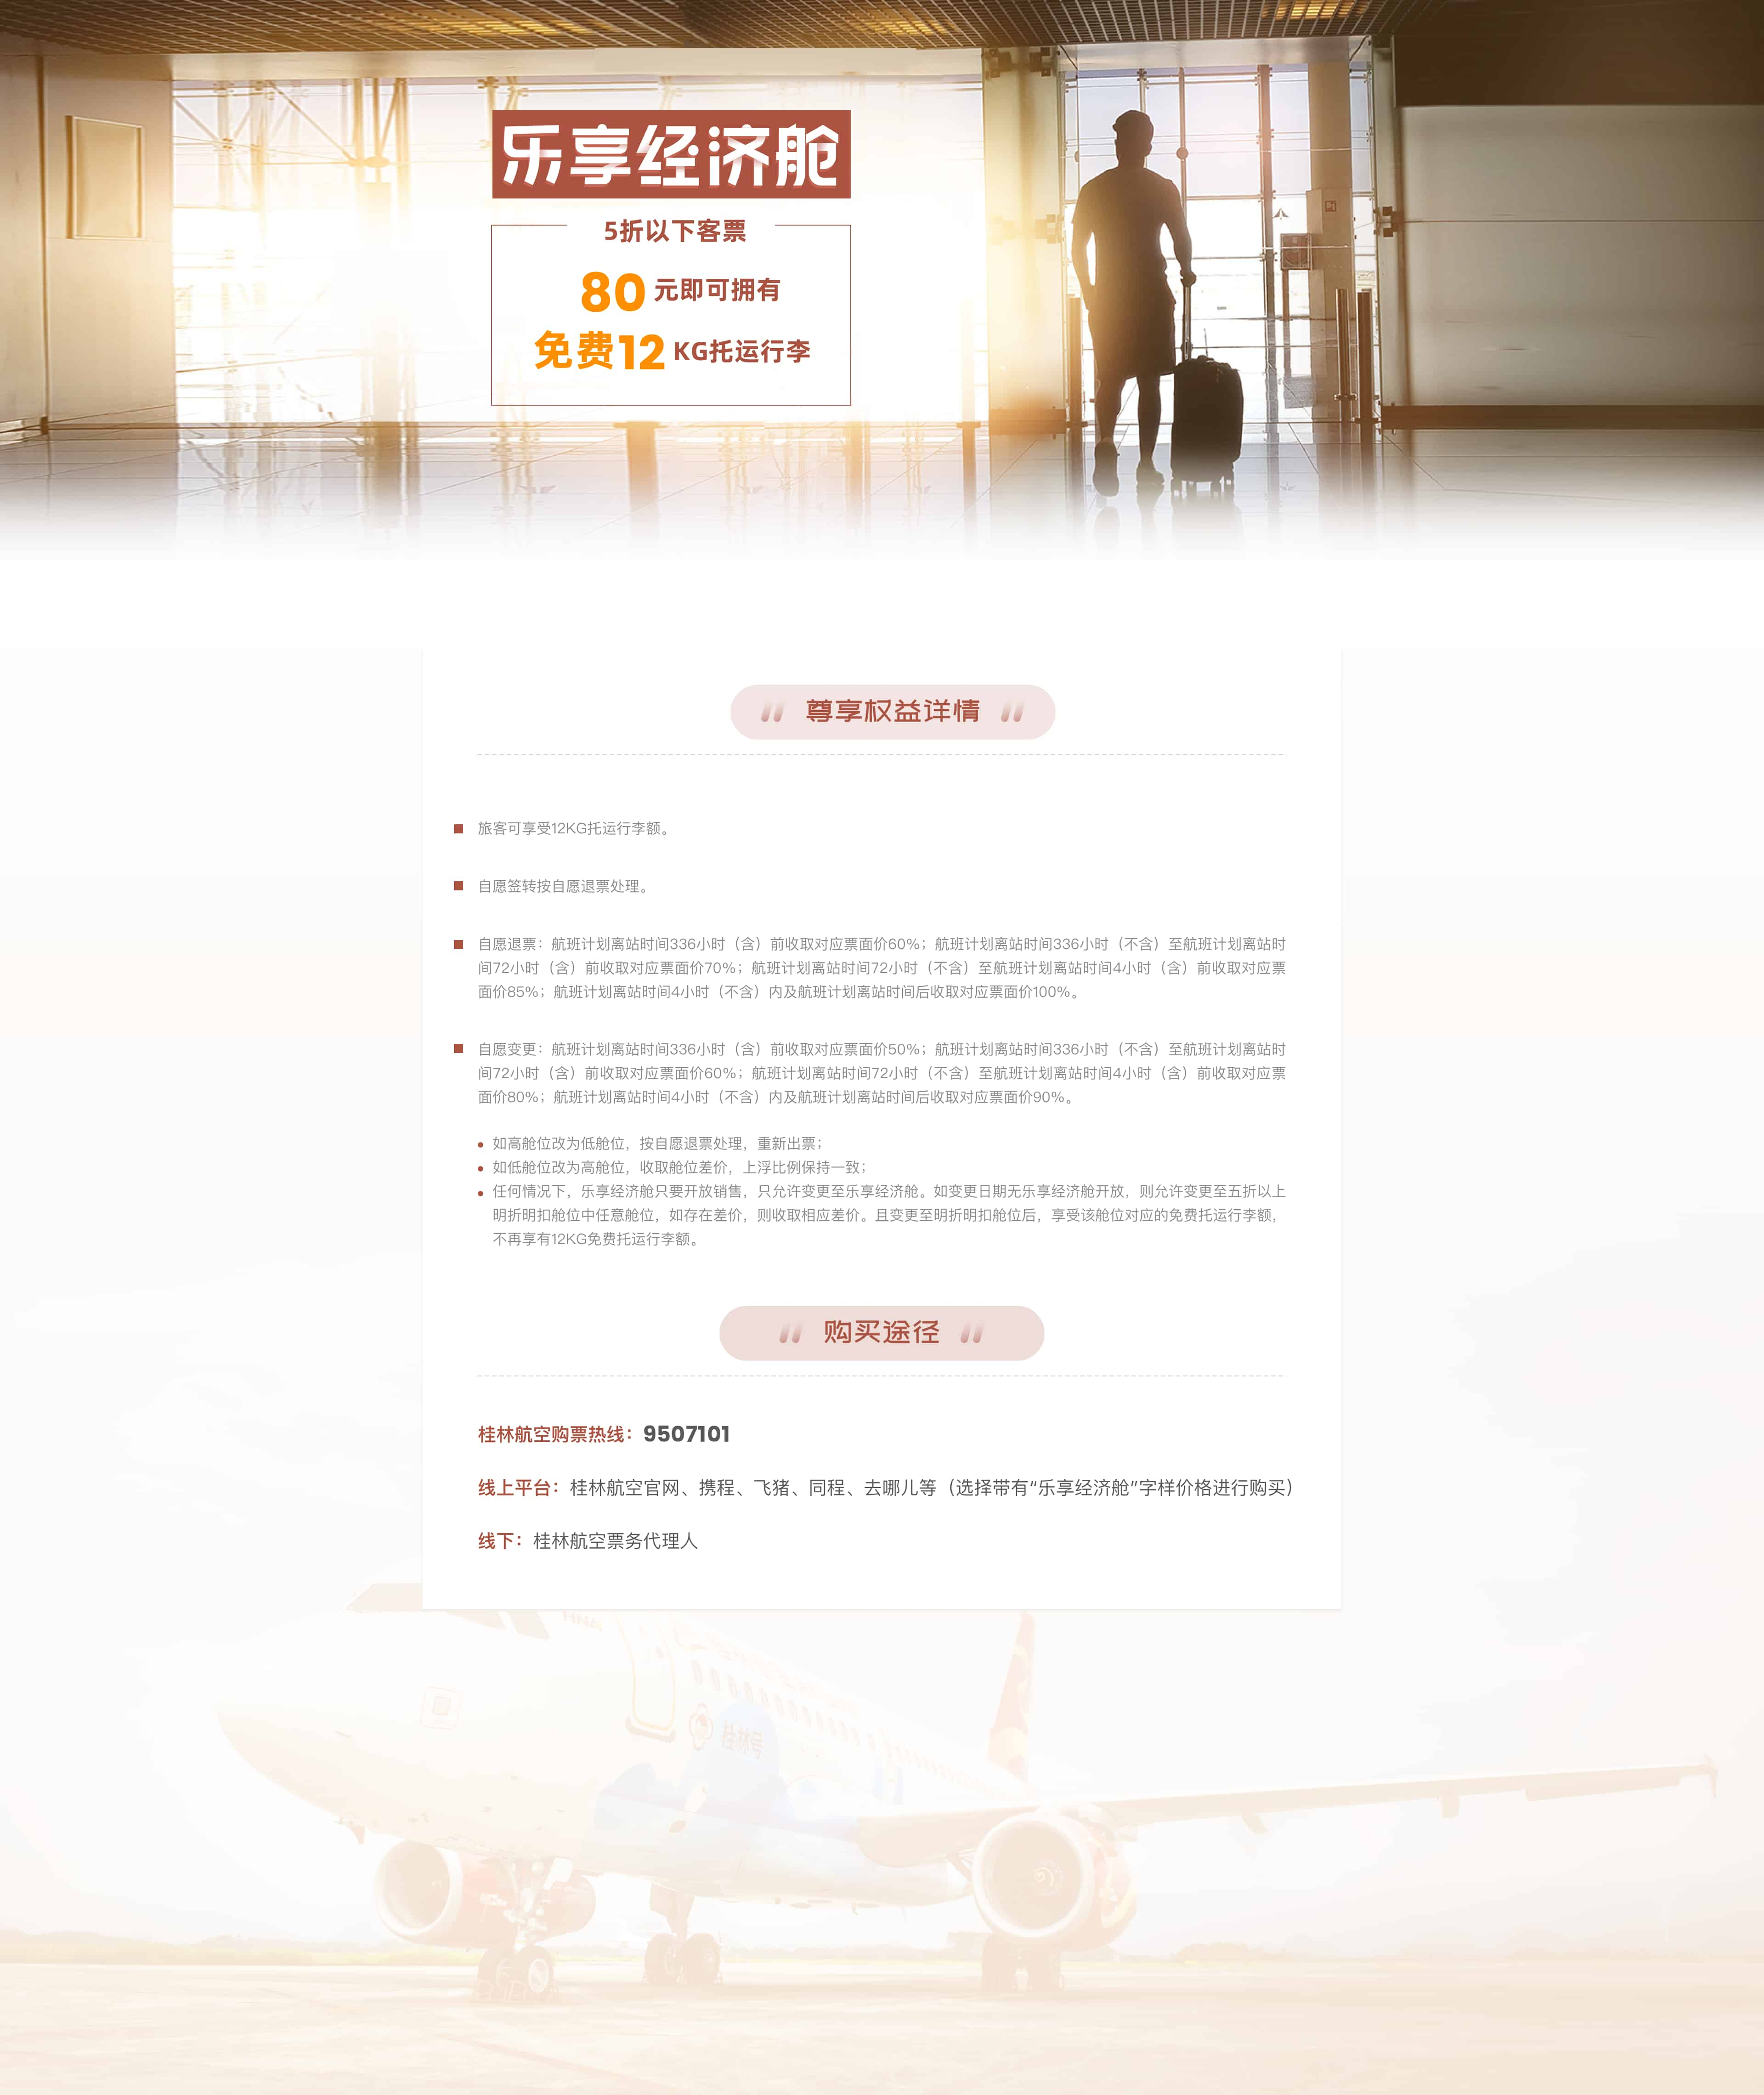 乐享经济舱
5折以下客票
80 元即可拥有
免费12 KG托运行李
尊享权益详情
旅客可享受12KG托运行李额。
自愿签转按自愿退票处理。
自愿退票：航班计划离站时间336小时（含）前收取对应票面价60%；航班计划离站时间336小时（不含）至航班计划离站时
间72小时（含）前收取对应票面价70%；航班计划离站时间72小时（不含）至航班计划离站时间4小时（含）前收取对应票
面价85%；航班计划离站时间4小时（不含）内及航班计划离站时间后收取对应票面价100%。
自愿变更：航班计划离站时间336小时（含）前收取对应票面价50%；航班计划离站时间336小时（不含）至航班计划离站时
间72小时（含）前收取对应票面价60%；航班计划离站时间72小时（不含）至航班计划离站时间4小时（含）前收取对应票
面价80%；航班计划离站时间4小时（不含）内及航班计划离站时间后收取对应票面价90%。
如高舱位改为低舱位，按自愿退票处理，重新出票；
如低舱位改为高舱位，收取舱位差价，上浮比例保持一致；
任何情况下，乐享经济舱只要开放销售，只允许变更至乐享经济舱。如变更日期无乐享经济舱开放，则允许变更至五折以上
明折明扣舱位中任意舱位，如存在差价，则收取相应差价。且变更至明折明扣舱位后，享受该舱位对应的免费托运行李额，
不再享有12KG免费托运行李额。
购买途径
桂林航空购票热线：9507101
线上平台：桂林航空官网、携程、飞猪、同程、去哪儿等（选择带有“乐享经济舱”字样价格进行购买）
线下：桂林航空票务代理人
HNA
桂林号